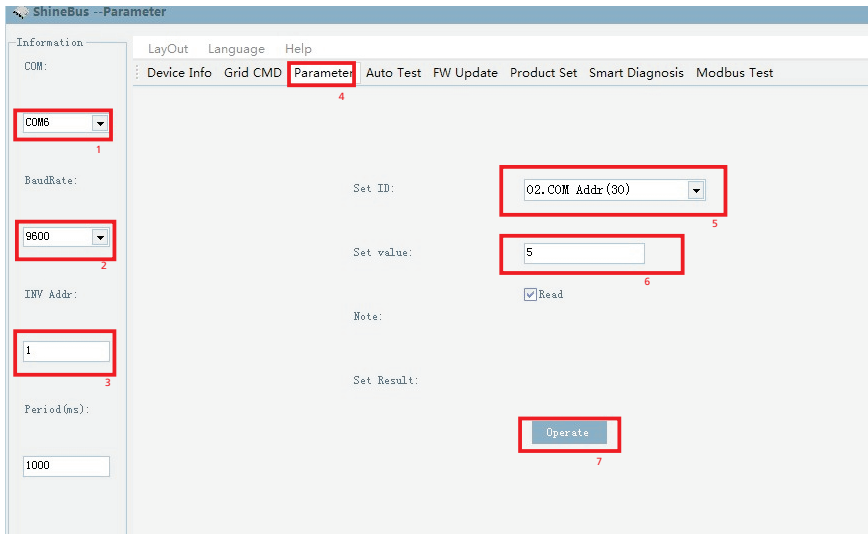 ShineBus --Parameter
Information
COM:
COM6
1
BaudRate:
9600
2
INV Addr:
1
3
Period(ms):
1000
LayOut Language Help
Device Info Grid CMD Parameter Auto Test FW Update Product Set Smart Diagnosis Modbus Test
4
Set ID: 02.COM Addr(30)
5
Set value: 5
6
Read
Note:
Set Result:
Operate
7